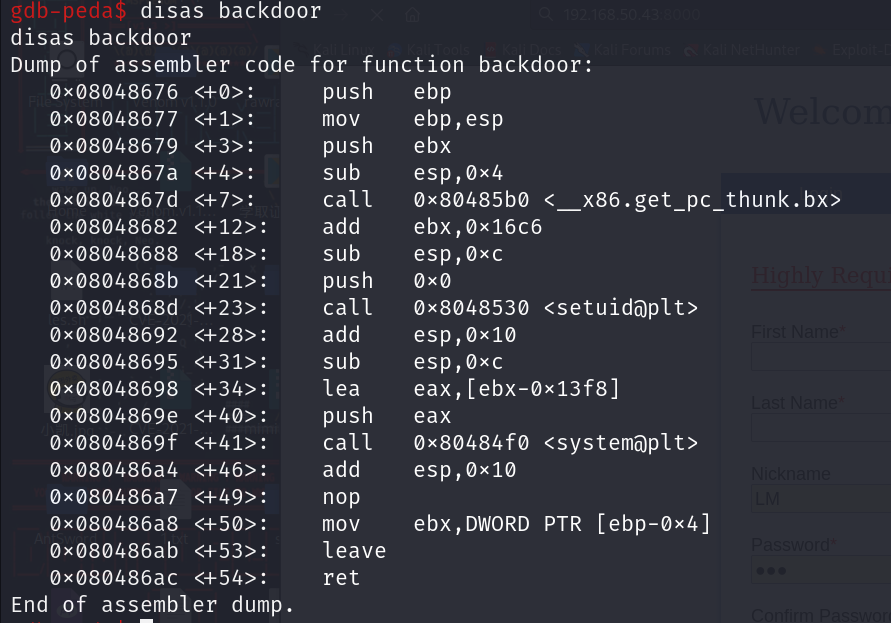 gdb-peda$ disas backdoor
disas backdoor
Dump of assembler code for function backdoor:
0×08048676 <+0>: push ebp
0×08048677 <+1>: mov ebp,esp
0×08048679 <+3>: push ebx
0×0804867a <+4>: sub esp,0×4
0×0804867d <+7>: call 0×80485b0 <__x86.get_pc_thunk.bx>
0×08048682 <+12>: add ebx,0×16c6
0×08048688 <+18>: sub esp,0×c
0×0804868b <+21>: push 0×0
0×0804868d <+23>: call 0×8048530 <setuid@plt>
0×08048692 <+28>: add esp,0×10
0×08048695 <+31>: sub esp,0×c
0×08048698 <+34>: lea eax,[ebx-0×13f8]
0×0804869e <+40>: push eax
0×0804869f <+41>: call 0×80484f0 <system@plt>
0×080486a4 <+46>: add esp,0×10
0×080486a7 <+49>: nop
0×080486a8 <+50>: mov ebx,DWORD PTR [ebp-0×4]
0×080486ab <+53>: leave
0×080486ac <+54>: ret
End of assembler dump.
192.168.50.43:8000
Kali Linux Kali Tools Kali Docs Kali Forums Kali NetHunter
Welcom
Highly Requi
First Name*
Last Name*
Nickname
LM
Password*
Confirm Passwor